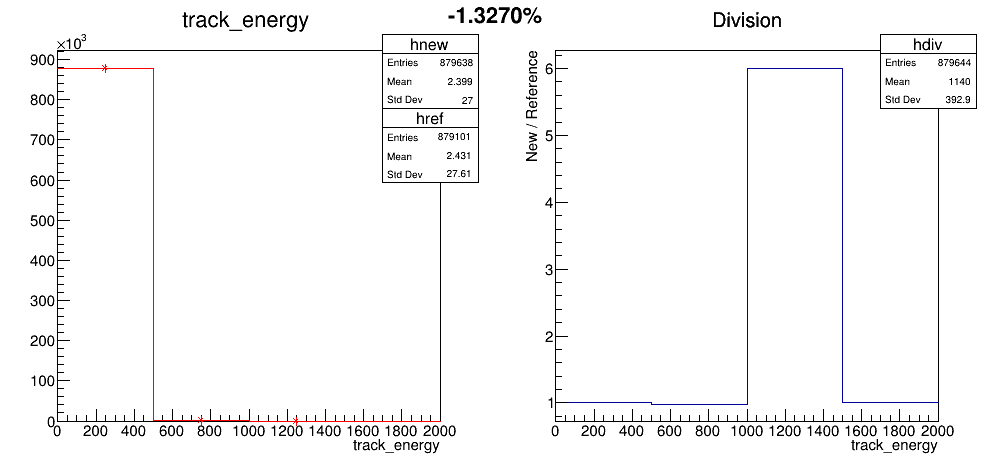 -1.3270%
track_energy
×10³
hnew
Entries 879638
Mean 2.399
Std Dev 27
href
Entries 879101
Mean 2.431
Std Dev 27.61
900
800
700
600
500
400
300
200
100
0
0 200 400 600 800 1000 1200 1400 1600 1800 2000
track_energy
Division
hdiv
Entries 879644
Mean 1140
Std Dev 392.9
New / Reference
6
5
4
3
2
1
0 200 400 600 800 1000 1200 1400 1600 1800 2000
track_energy